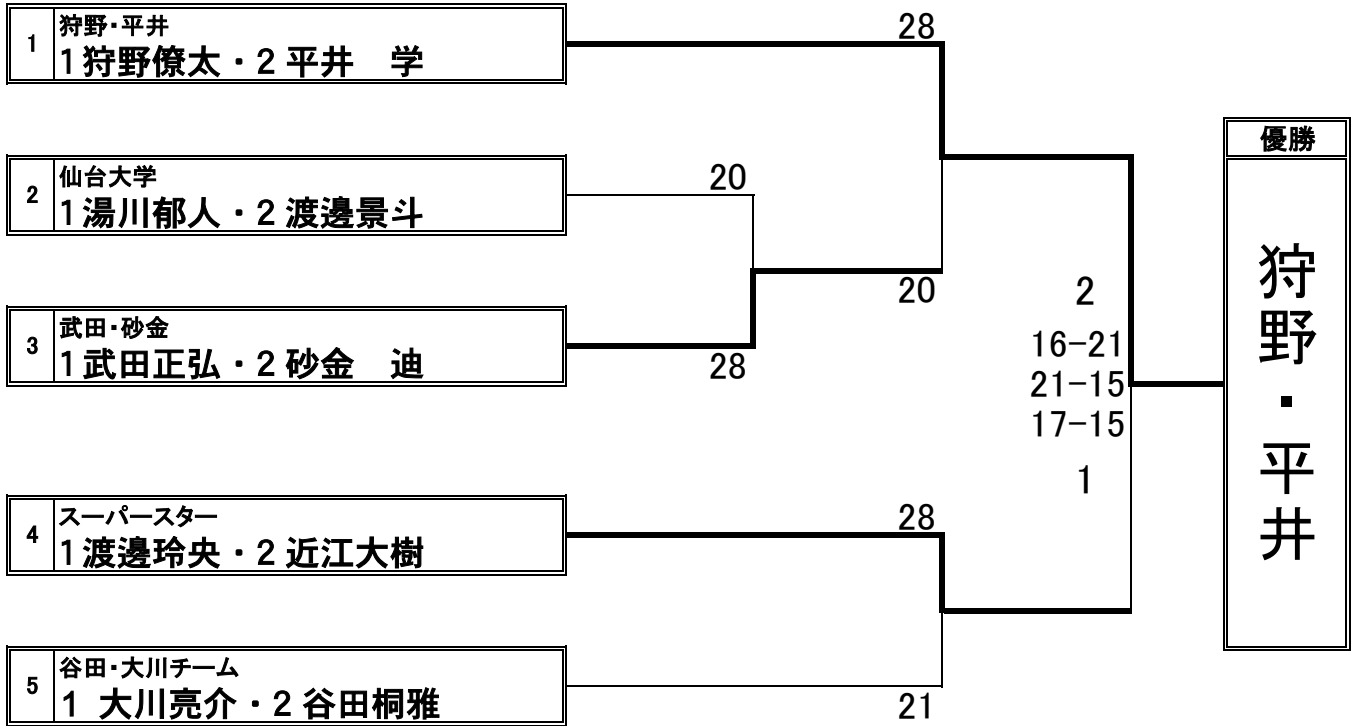 1
狩野・平井
1狩野僚太・2 平井　学
28
2
仙台大学
1湯川郁人・2 渡邊景斗
20
20
3
武田・砂金
1武田正弘・2 砂金　迪
28
2
16-21
21-15
17-15
1
4
スーパースター
1渡邊玲央・2 近江大樹
28
5
谷田・大川チーム
1 大川亮介・2 谷田桐雅
21
優勝
狩野・平井